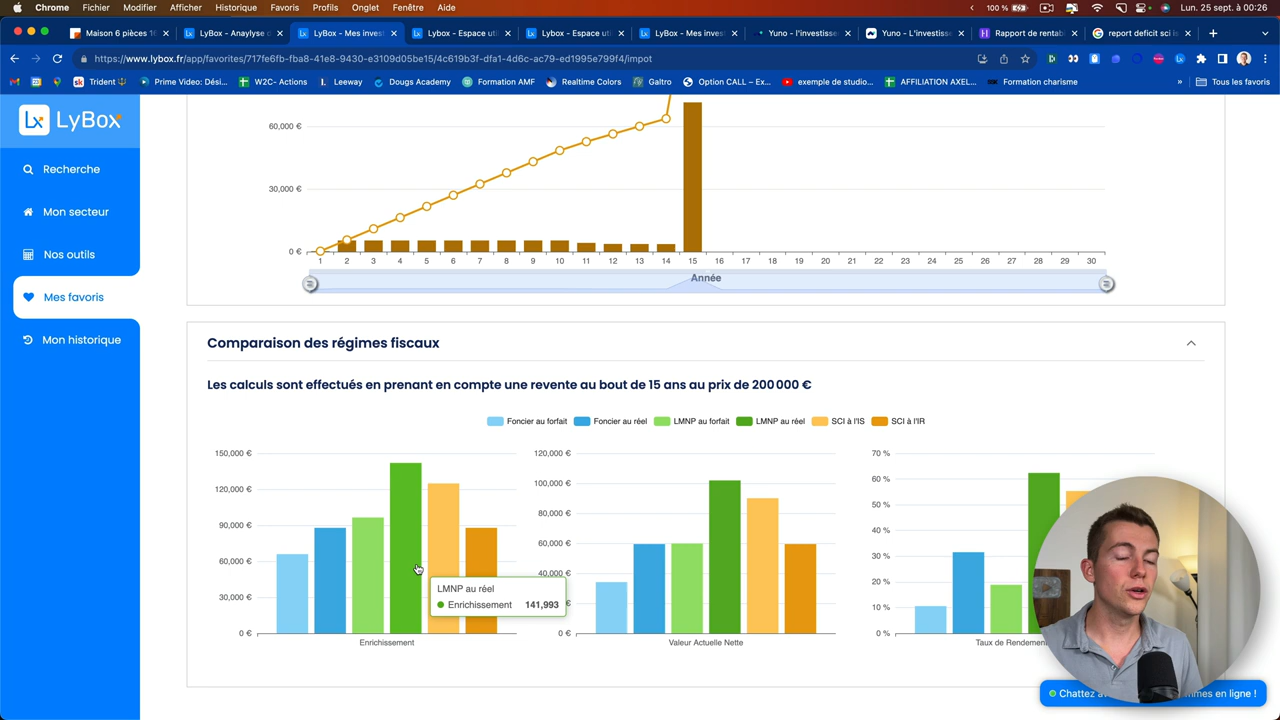 Chrome Fichier Modifier Afficher Historique Favoris Profils Onglet Fenêtre Aide
100 % Lun. 25 sept. à 00:26
Maison 6 pièces
LyBox - Anaylyse
LyBox - Mes inves
Lybox - Espace uti
Lybox - Espace uti
LyBox - Mes inves
Yuno - l'investisse
Yuno - L'investiss
Rapport de rentab
report deficit sci is
https://www.lybox.fr/app/favorites/717fe6fb-fba8-41e8-9430-e3109d05be15/4c619b3f-dfa1-4d6c-ac79-ed1995e799f4/impot
Trident
Prime Video: Dési...
W2C- Actions
Leeway
Dougs Academy
Formation AMF
Realtime Colors
Galtro
Option CALL – Ex...
exemple de studio...
AFFILIATION AXEL...
Formation charisme
»
Tous les favoris
LyBox
Recherche
Mon secteur
Nos outils
Mes favoris
Mon historique
60,000 €
30,000 €
0 €
1 2 3 4 5 6 7 8 9 10 11 12 13 14 15 16 17 18 19 20 21 22 23 24 25 26 27 28 29 30
Année
Comparaison des régimes fiscaux
Les calculs sont effectués en prenant en compte une revente au bout de 15 ans au prix de 200 000 €
Foncier au forfait Foncier au réel LMNP au forfait LMNP au réel SCI à l'IS SCI à l'IR
150,000 €
120,000 €
90,000 €
60,000 €
30,000 €
0 €
Enrichissement
LMNP au réel
Enrichissement 141,993
120,000 €
100,000 €
80,000 €
60,000 €
40,000 €
€
0 €
Valeur Actuelle Nette
70 %
60 %
50 %
40 %
30 %
20 %
10 %
0 %
Taux de Rendemen
Chattez mmes en ligne !